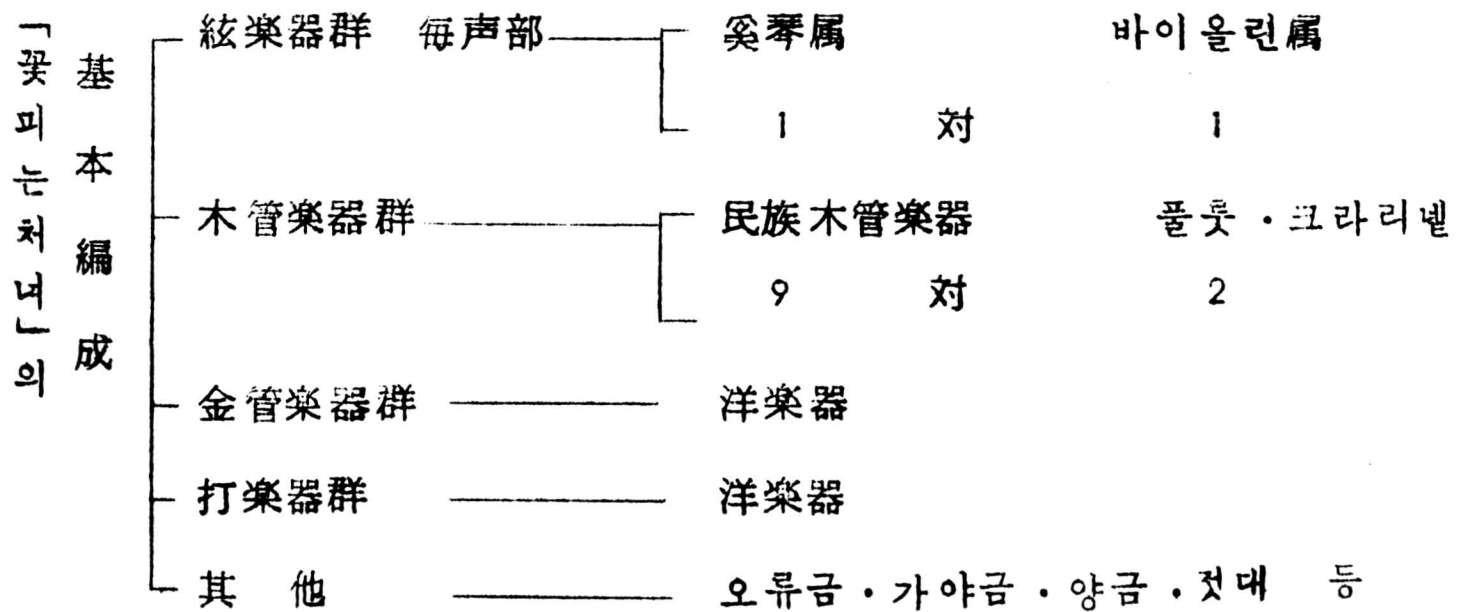 「꽃피는처녀」의
基本編成
絃楽器群 毎声部 奚琴属 바이올린属
1 対 1
木管楽器群 民族木管楽器 풀룻・크라리넽
9 対 2
金管楽器群 洋楽器
打楽器群 洋楽器
其他 오류금・가야금・양금・젓대 등